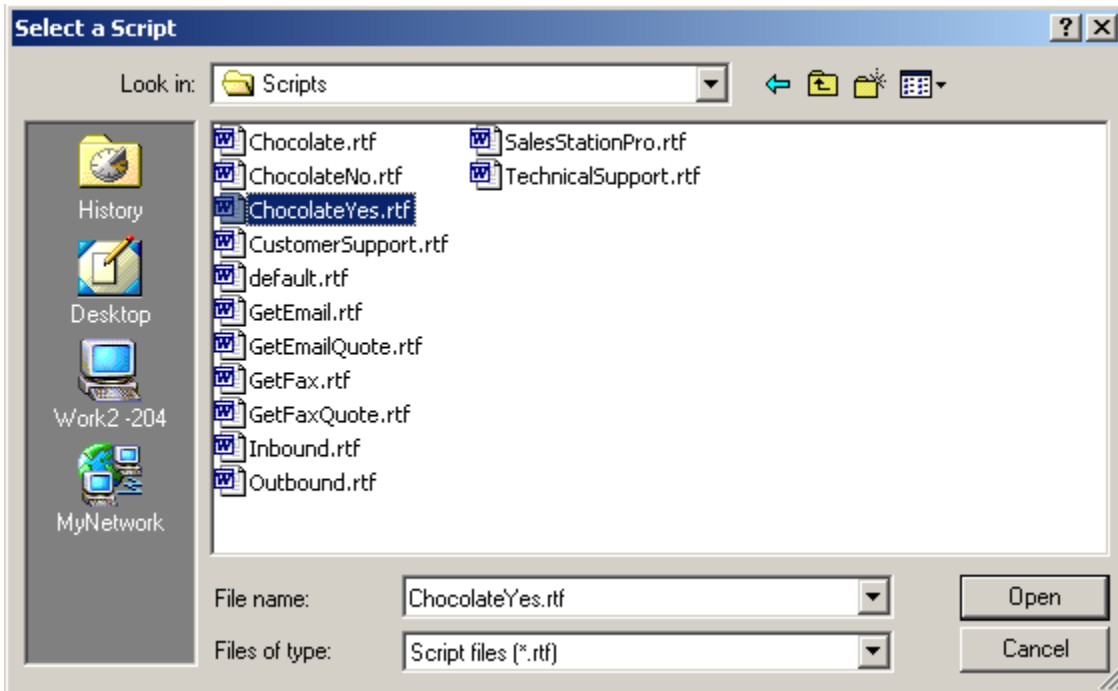 Select a Script
Look in: Scripts
History
Desktop
Work2 -204
MyNetwork
Chocolate.rtf
ChocolateNo.rtf
ChocolateYes.rtf
CustomerSupport.rtf
default.rtf
GetEmail.rtf
GetEmailQuote.rtf
GetFax.rtf
GetFaxQuote.rtf
Inbound.rtf
Outbound.rtf
SalesStationPro.rtf
TechnicalSupport.rtf
File name: ChocolateYes.rtf Open
Files of type: Script files (*.rtf) Cancel